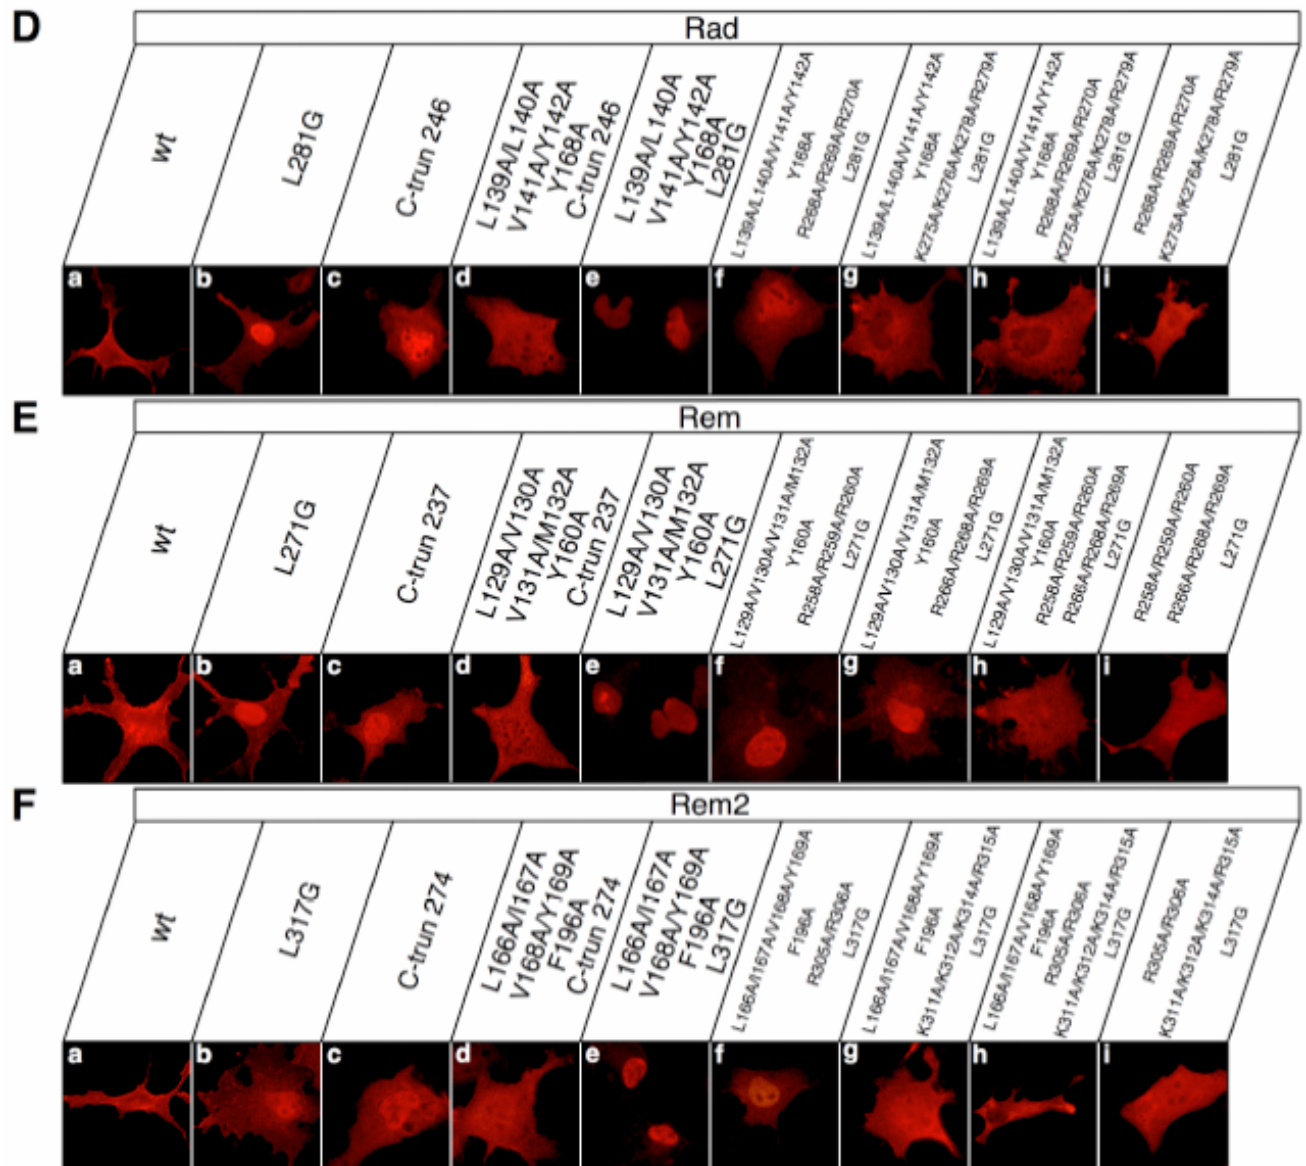 D
Rad
wt
L281G
C-trun 246
L139A/L140A
V141A/Y142A
Y168A
C-trun 246
L139A/L140A
V141A/Y142A
Y168A
L281G
L139A/L140A/V141A/Y142A
Y168A
R268A/R269A/R270A
L281G
L139A/L140A/V141A/Y142A
Y168A
K275A/K276A/K278A/R279A
L281G
L139A/L140A/V141A/Y142A
Y168A
R268A/R269A/R270A
K275A/K276A/K278A/R279A
L281G
R268A/R269A/R270A
K275A/K276A/K278A/R279A
L281G
a b c d e f g h i
E
Rem
wt
L271G
C-trun 237
L129A/V130A
V131A/M132A
Y160A
C-trun 237
L129A/V130A
V131A/M132A
Y160A
L271G
L129A/V130A/V131A/M132A
Y160A
R258A/R259A/R260A
L271G
L129A/V130A/V131A/M132A
Y160A
R266A/R268A/R269A
L271G
L129A/V130A/V131A/M132A
Y160A
R258A/R259A/R260A
R266A/R268A/R269A
L271G
R258A/R259A/R260A
R266A/R268A/R269A
L271G
a b c d e f g h i
F
Rem2
wt
L317G
C-trun 274
L166A/I167A
V168A/Y169A
F196A
C-trun 274
L166A/I167A
V168A/Y169A
F196A
L317G
L166A/I167A/V168A/Y169A
F196A
R305A/R306A
L317G
L166A/I167A/V168A/Y169A
F196A
K311A/K312A/K314A/R315A
L317G
L166A/I167A/V168A/Y169A
F196A
R305A/R306A
K311A/K312A/K314A/R315A
L317G
R305A/R306A
K311A/K312A/K314A/R315A
L317G
a b c d e f g h i